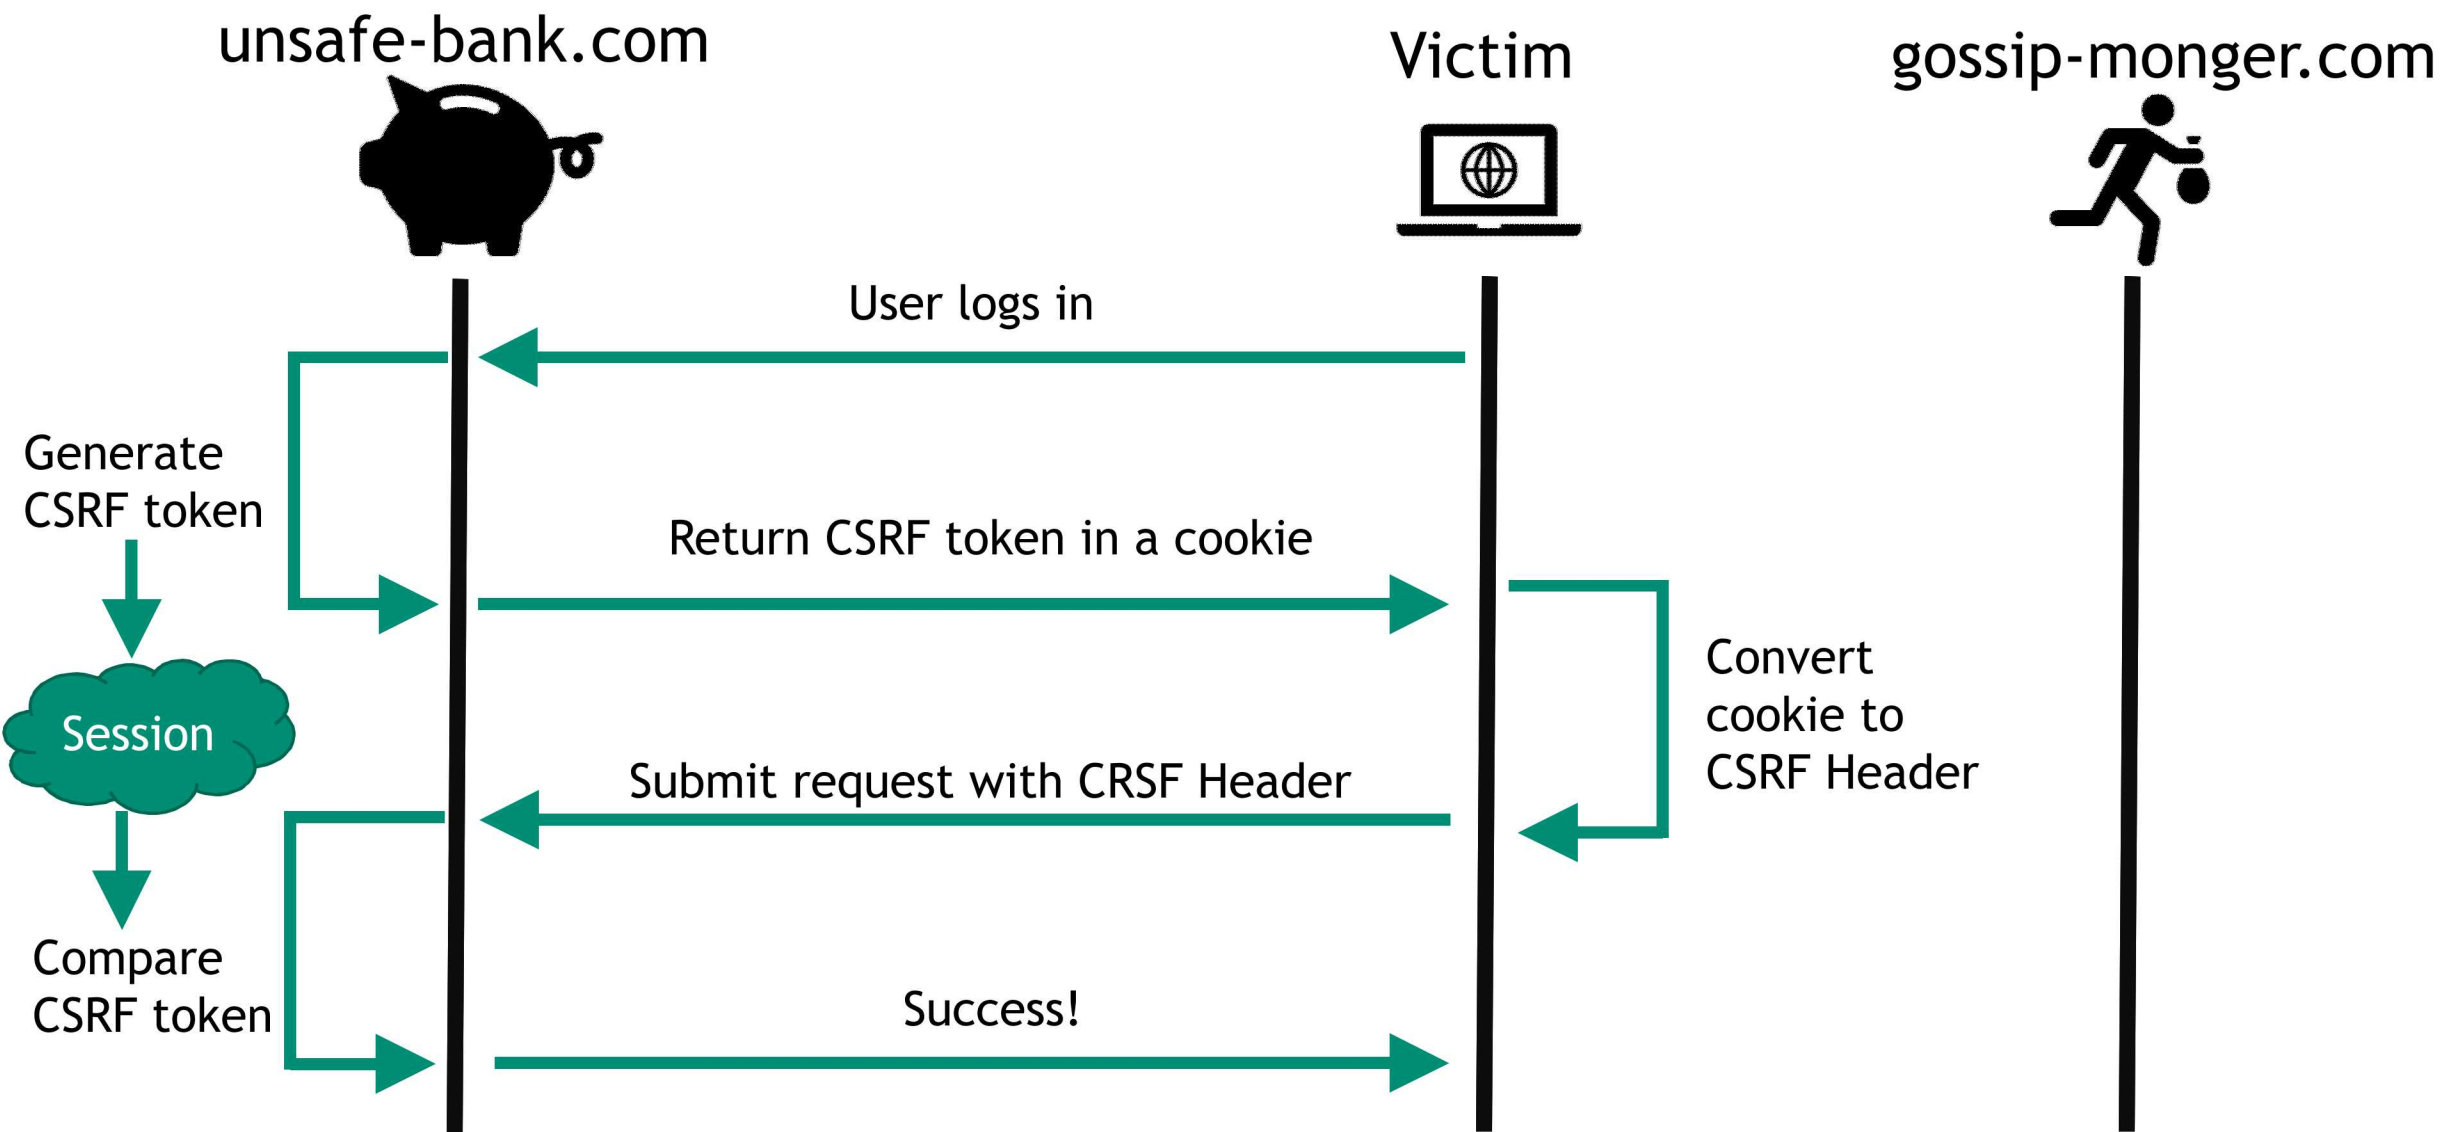 unsafe-bank.com
Victim
gossip-monger.com
User logs in
Generate
CSRF token
Return CSRF token in a cookie
Convert
cookie to
CSRF Header
Session
Submit request with CRSF Header
Compare
CSRF token
Success!